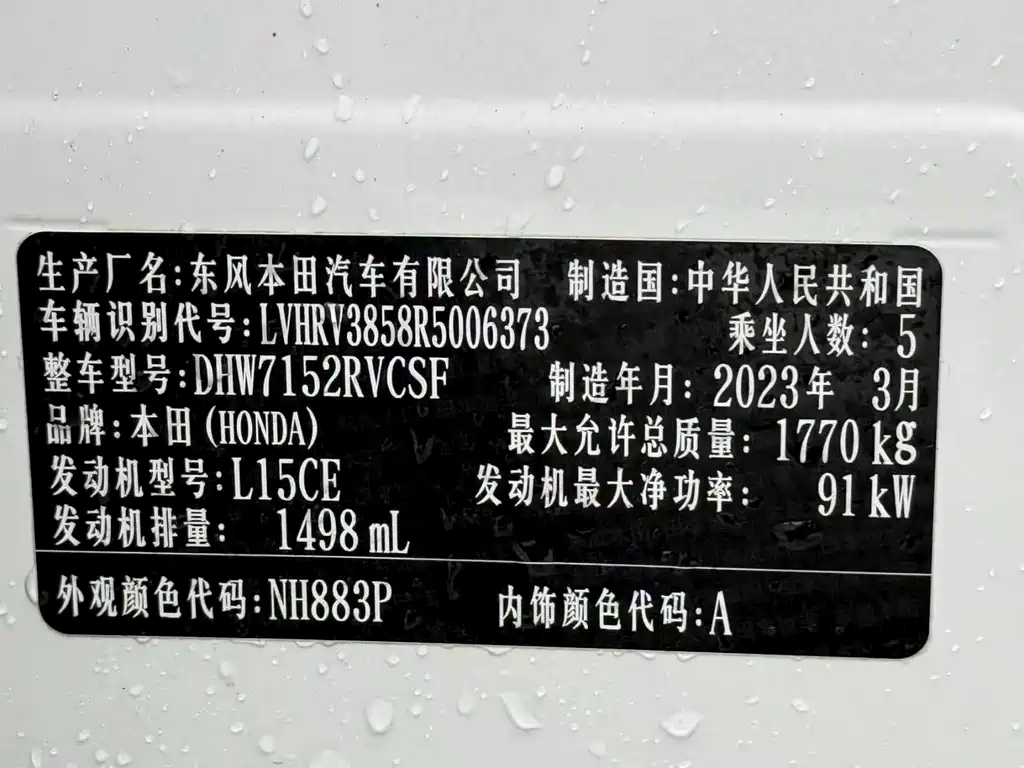 生产厂名:东风本田汽车有限公司 制造国:中华人民共和国
车辆识别代号:LVHRV3858R5006373 乘坐人数: 5
整车型号:DHW7152RVCSF 制造年月: 2023年 3月
品牌:本田(HONDA) 最大允许总质量: 1770 kg
发动机型号:L15CE 发动机最大净功率: 91 kW
发动机排量: 1498 mL
外观颜色代码:NH883P 内饰颜色代码:A